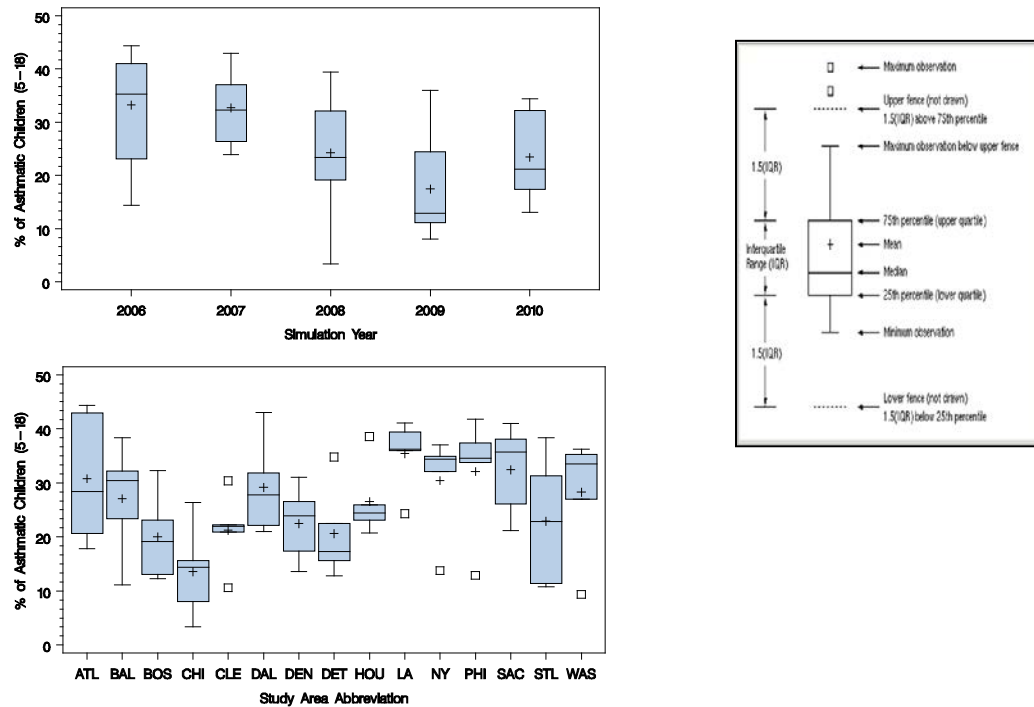 50
40
30
20
10
0
% of Asthmatic Children (5-18)
2006 2007 2008 2009 2010
Simulation Year
50
40
30
20
10
0
% of Asthmatic Children (5-18)
ATL BAL BOS CHI CLE DAL DEN DET HOU LA NY PHI SAC STL WAS
Study Area Abbreviation
Maximum observation
Upper fence (not drawn)
1.5(IQR) above 75th percentile
Maximum observation below upper fence
1.5(IQR)
75th percentile (upper quartile)
Mean
Interquartile
Range (IQR)
Median
25th percentile (lower quartile)
Minimum observation
1.5(IQR)
Lower fence (not drawn)
1.5(IQR) below 25th percentile